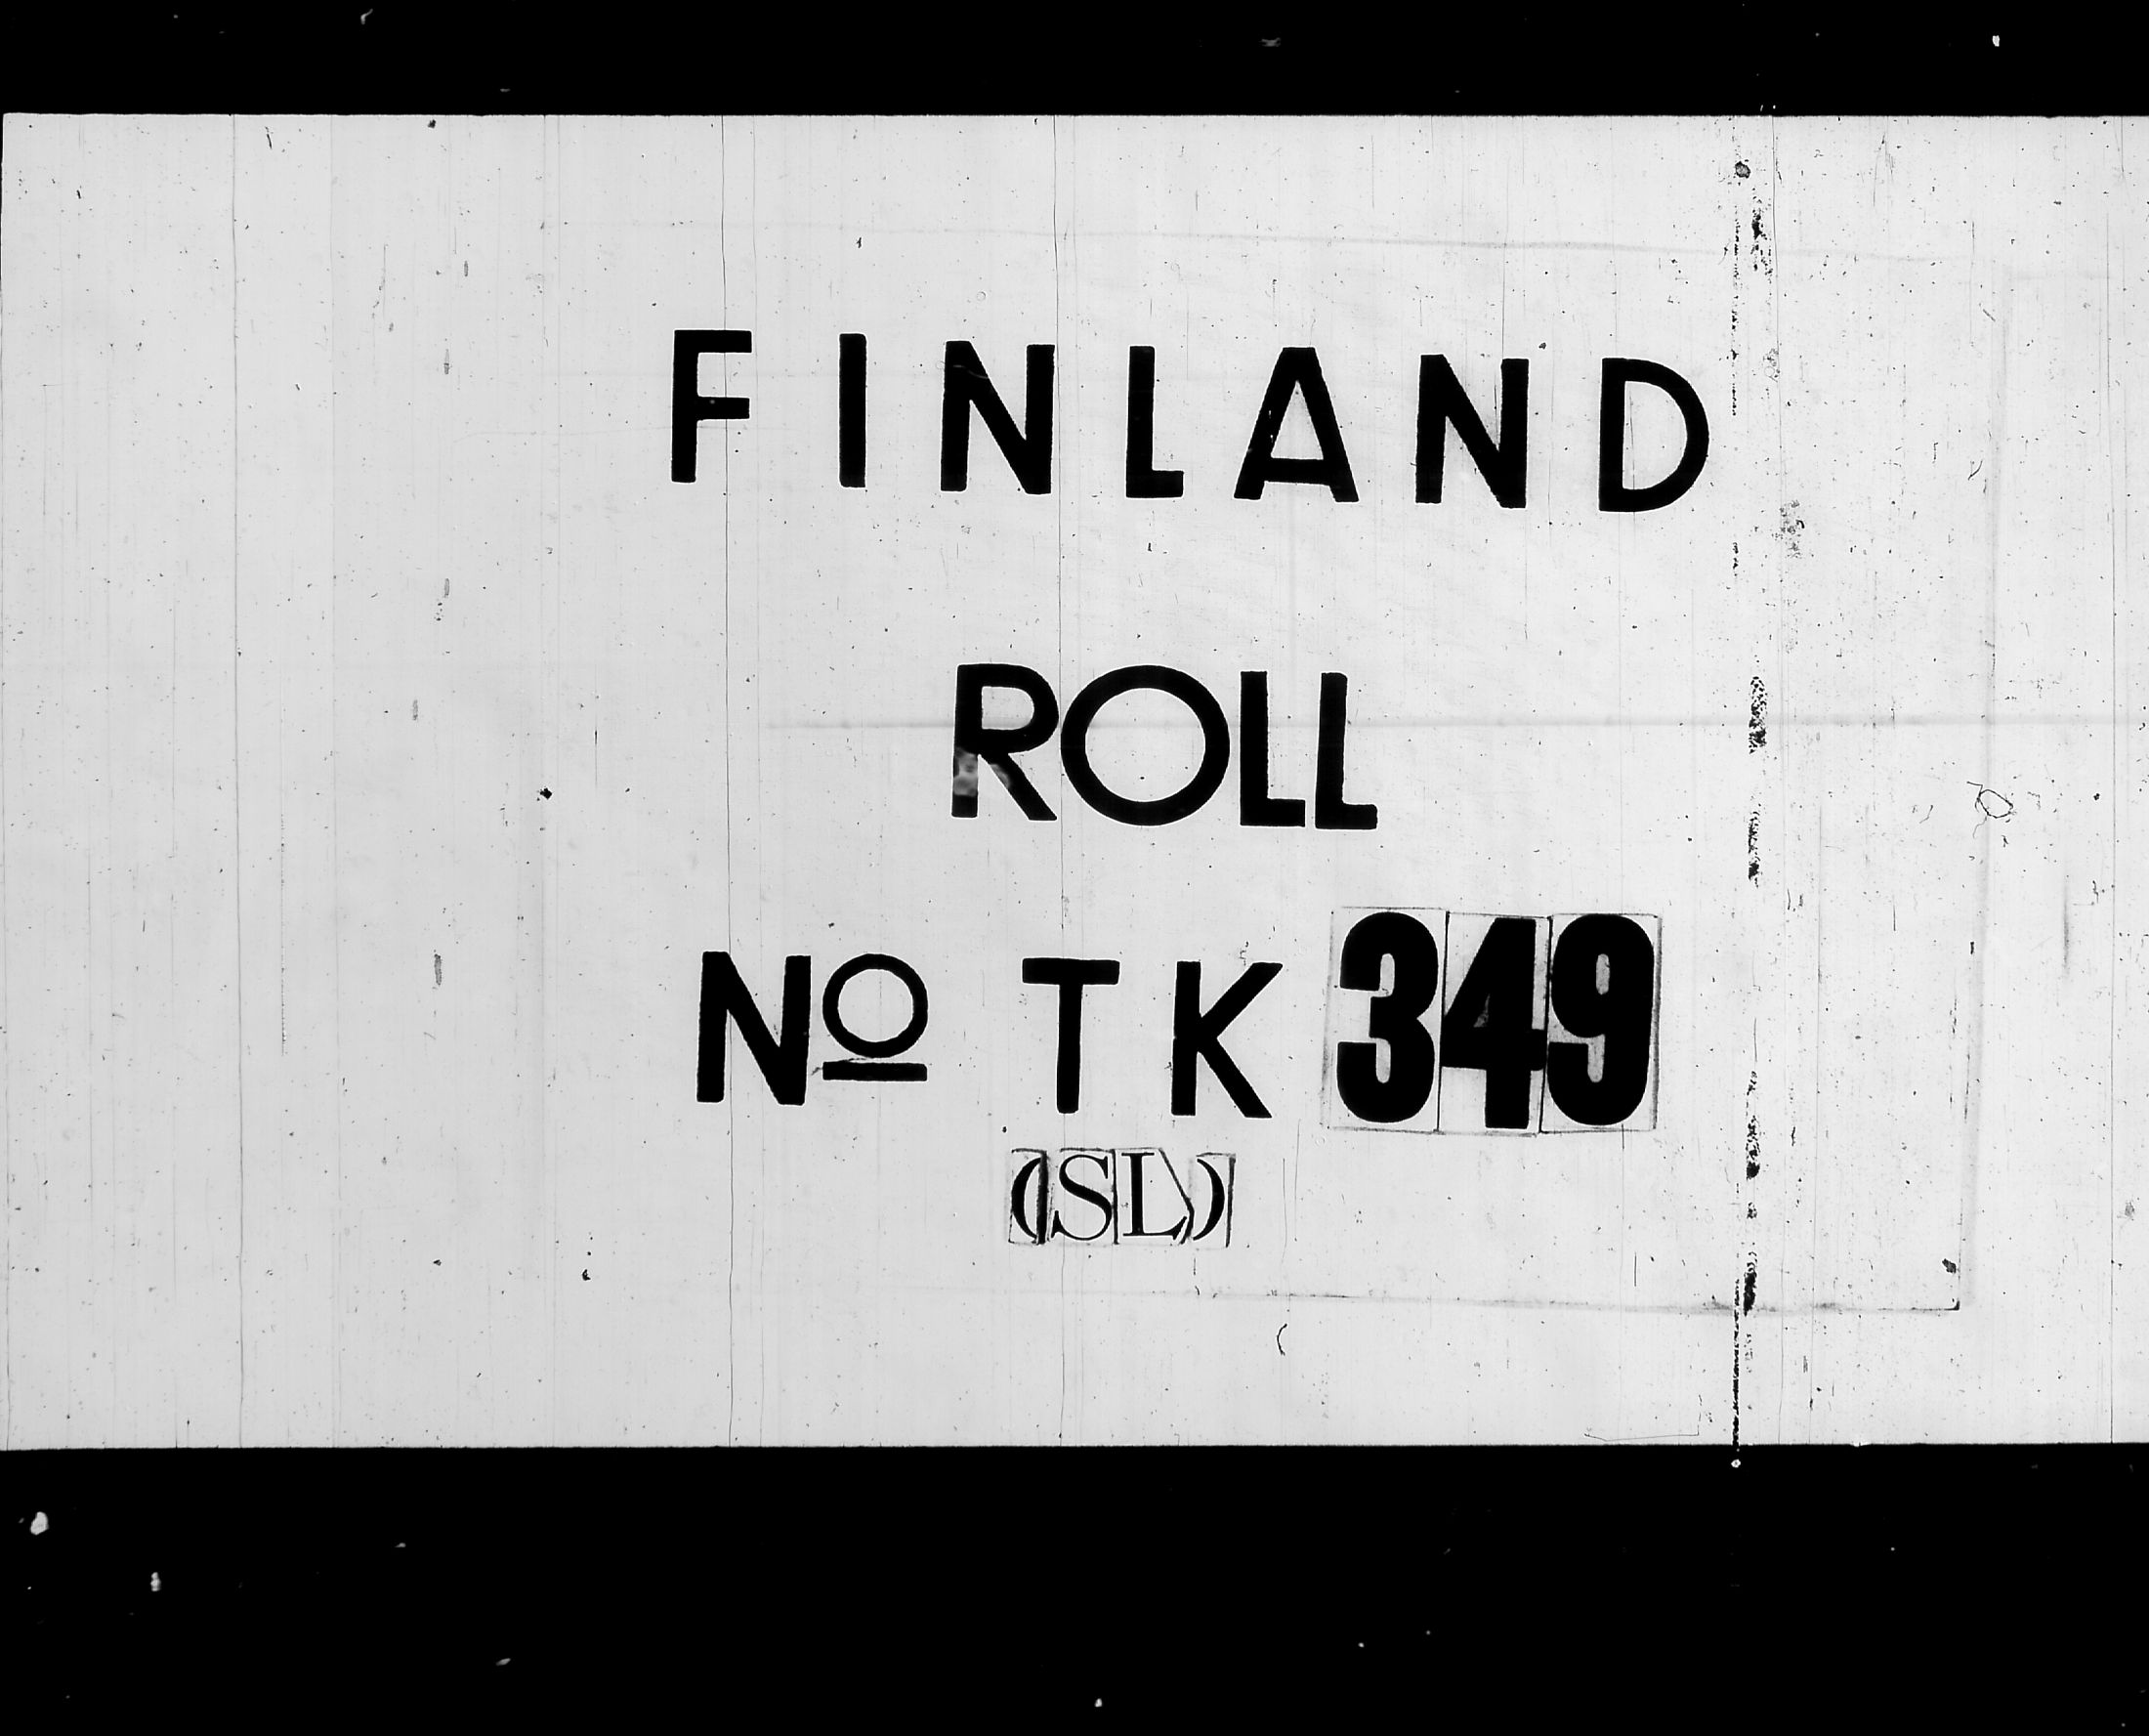 FINLAND
ROLL
Nº TK 349
(SL)